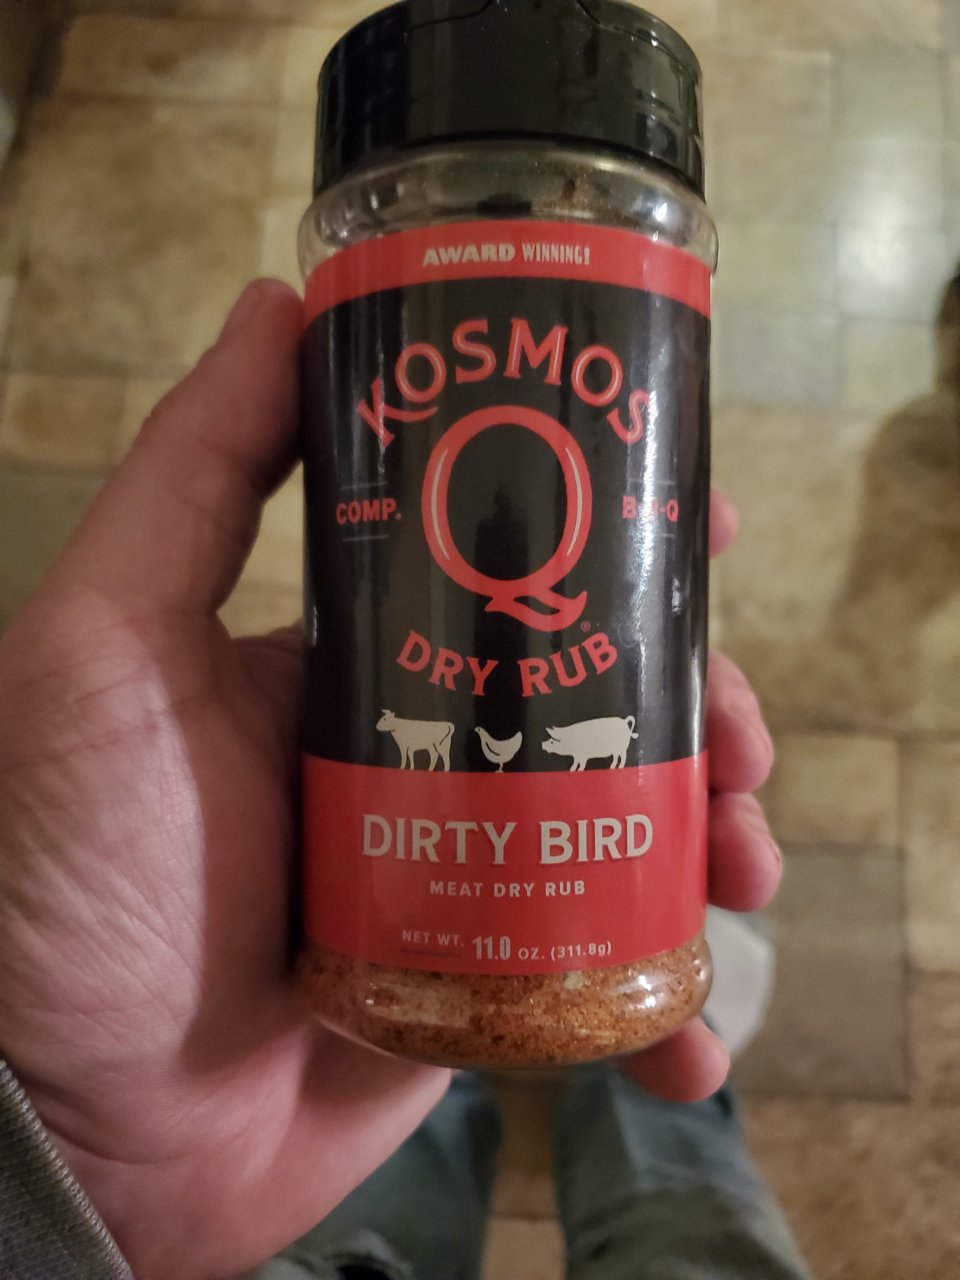 AWARD WINNING!
KOSMOS
Q
COMP.
DRY RUB®
DIRTY BIRD
MEAT DRY RUB
NET WT. 11.0 OZ. (311.8g)